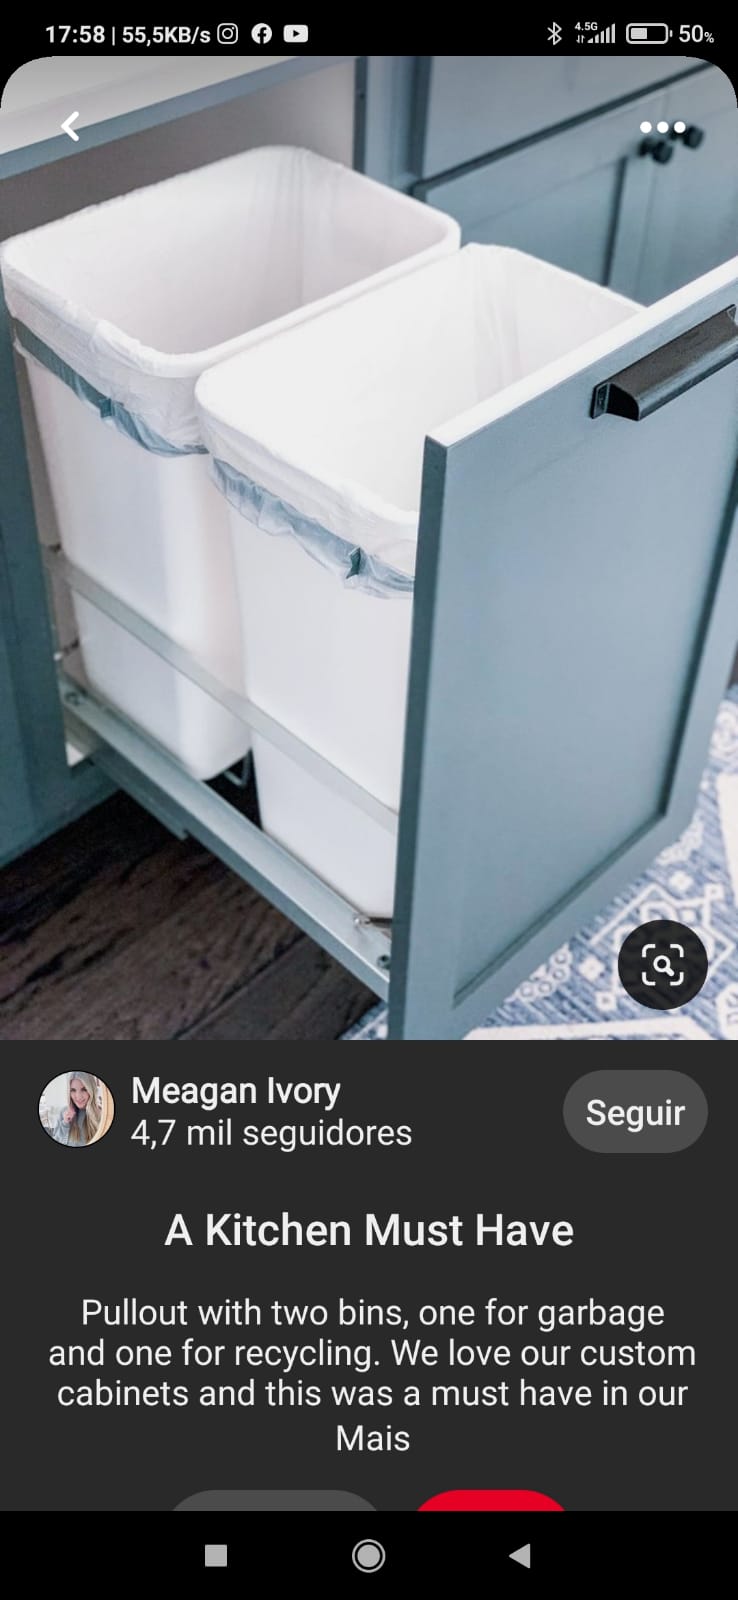 17:58 | 55,5KB/s
4.5G
50%
Meagan Ivory
4,7 mil seguidores
Seguir
A Kitchen Must Have
Pullout with two bins, one for garbage
and one for recycling. We love our custom
cabinets and this was a must have in our
Mais